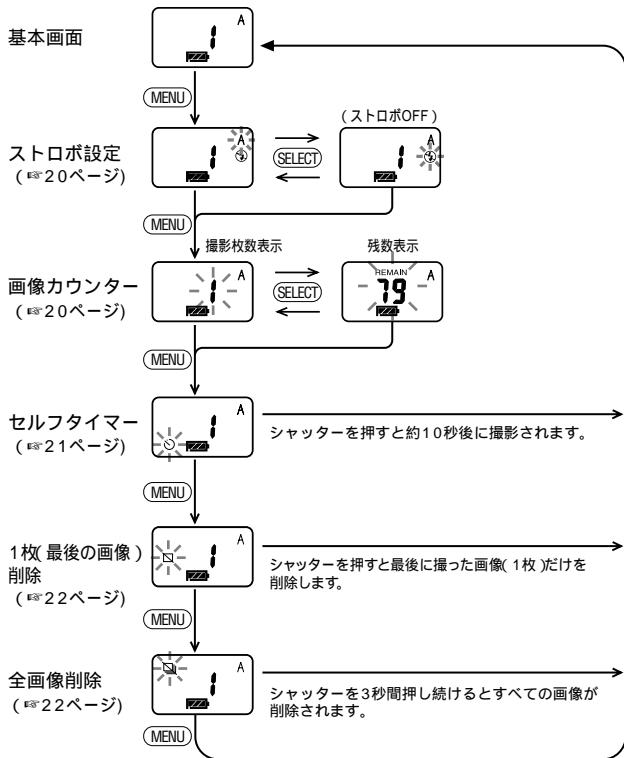 基本画面
A
1
MENU
(ストロボOFF)
ストロボ設定
(☞20ページ)
A
1
SELECT
A
1
MENU
撮影枚数表示
残数表示
画像カウンター
(☞20ページ)
A
1
SELECT
REMAIN
A
79
MENU
セルフタイマー
(☞21ページ)
A
1
シャッターを押すと約10秒後に撮影されます。
MENU
1枚(最後の画像)
削除
(☞22ページ)
A
1
シャッターを押すと最後に撮った画像(1枚)だけを
削除します。
MENU
全画像削除
(☞22ページ)
A
1
シャッターを3秒間押し続けるとすべての画像が
削除されます。
MENU